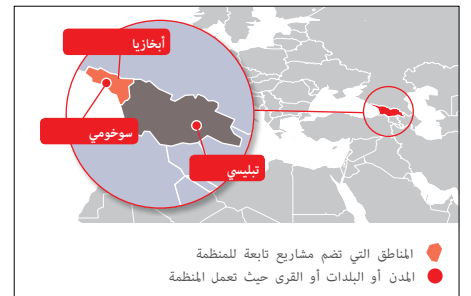 أبخازيا
سوخومي
تبليسي
المناطق التي تضم مشاريع تابعة للمنظمة
المدن أو البلدات أو القرى حيث تعمل المنظمة